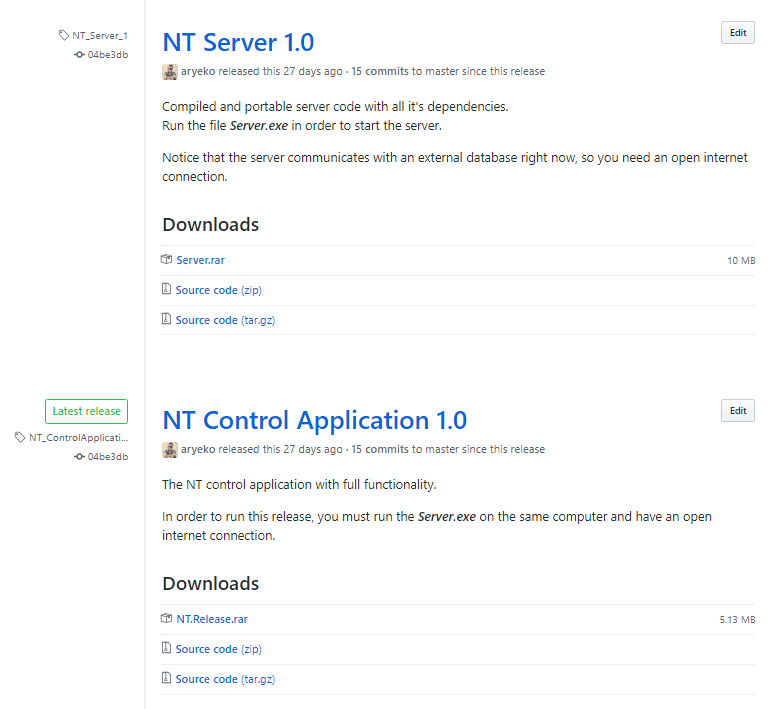 NT_Server_1
04be3db
NT Server 1.0
Edit
aryeko released this 27 days ago · 15 commits to master since this release
Compiled and portable server code with all it's dependencies.
Run the file Server.exe in order to start the server.
Notice that the server communicates with an external database right now, so you need an open internet
connection.
Downloads
Server.rar 10 MB
Source code (zip)
Source code (tar.gz)
Latest release
NT_ControlApplicati...
04be3db
NT Control Application 1.0
Edit
aryeko released this 27 days ago · 15 commits to master since this release
The NT control application with full functionality.
In order to run this release, you must run the Server.exe on the same computer and have an open
internet connection.
Downloads
NT.Release.rar 5.13 MB
Source code (zip)
Source code (tar.gz)